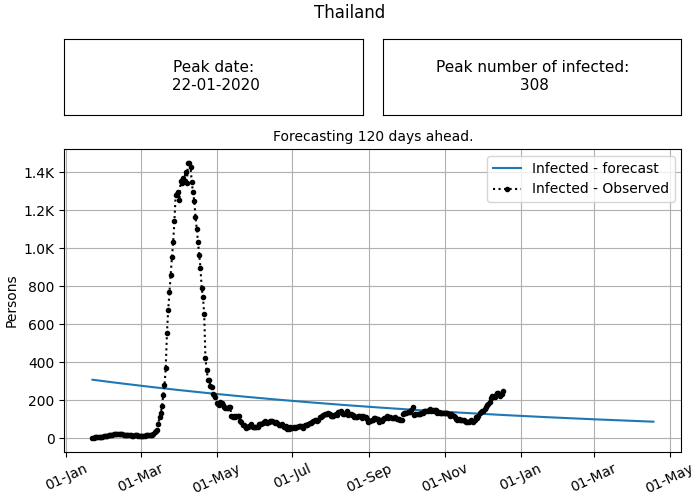 Thailand
Peak date:
22-01-2020
Peak number of infected:
308
Forecasting 120 days ahead.
Infected - forecast
Infected - Observed
1.4K
1.2K
1.0K
800
600
400
200
0
Persons
01-Jan
01-Mar
01-May
01-Jul
01-Sep
01-Nov
01-Jan
01-Mar
01-May